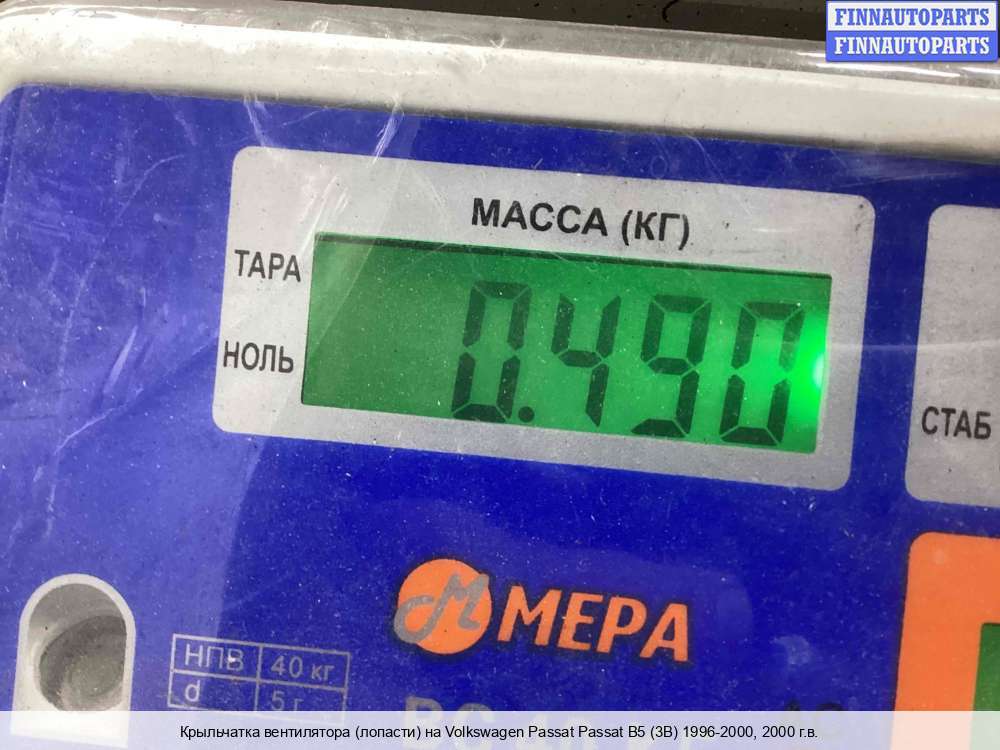 FINNAUTOPARTS
FINNAUTOPARTS
МАССА (КГ)
ТАРА
НОЛЬ
0.490
СТАБ
МЕРА
НПВ 40 кг
d 5 г
Крыльчатка вентилятора (лопасти) на Volkswagen Passat Passat B5 (3B) 1996-2000, 2000 г.в.